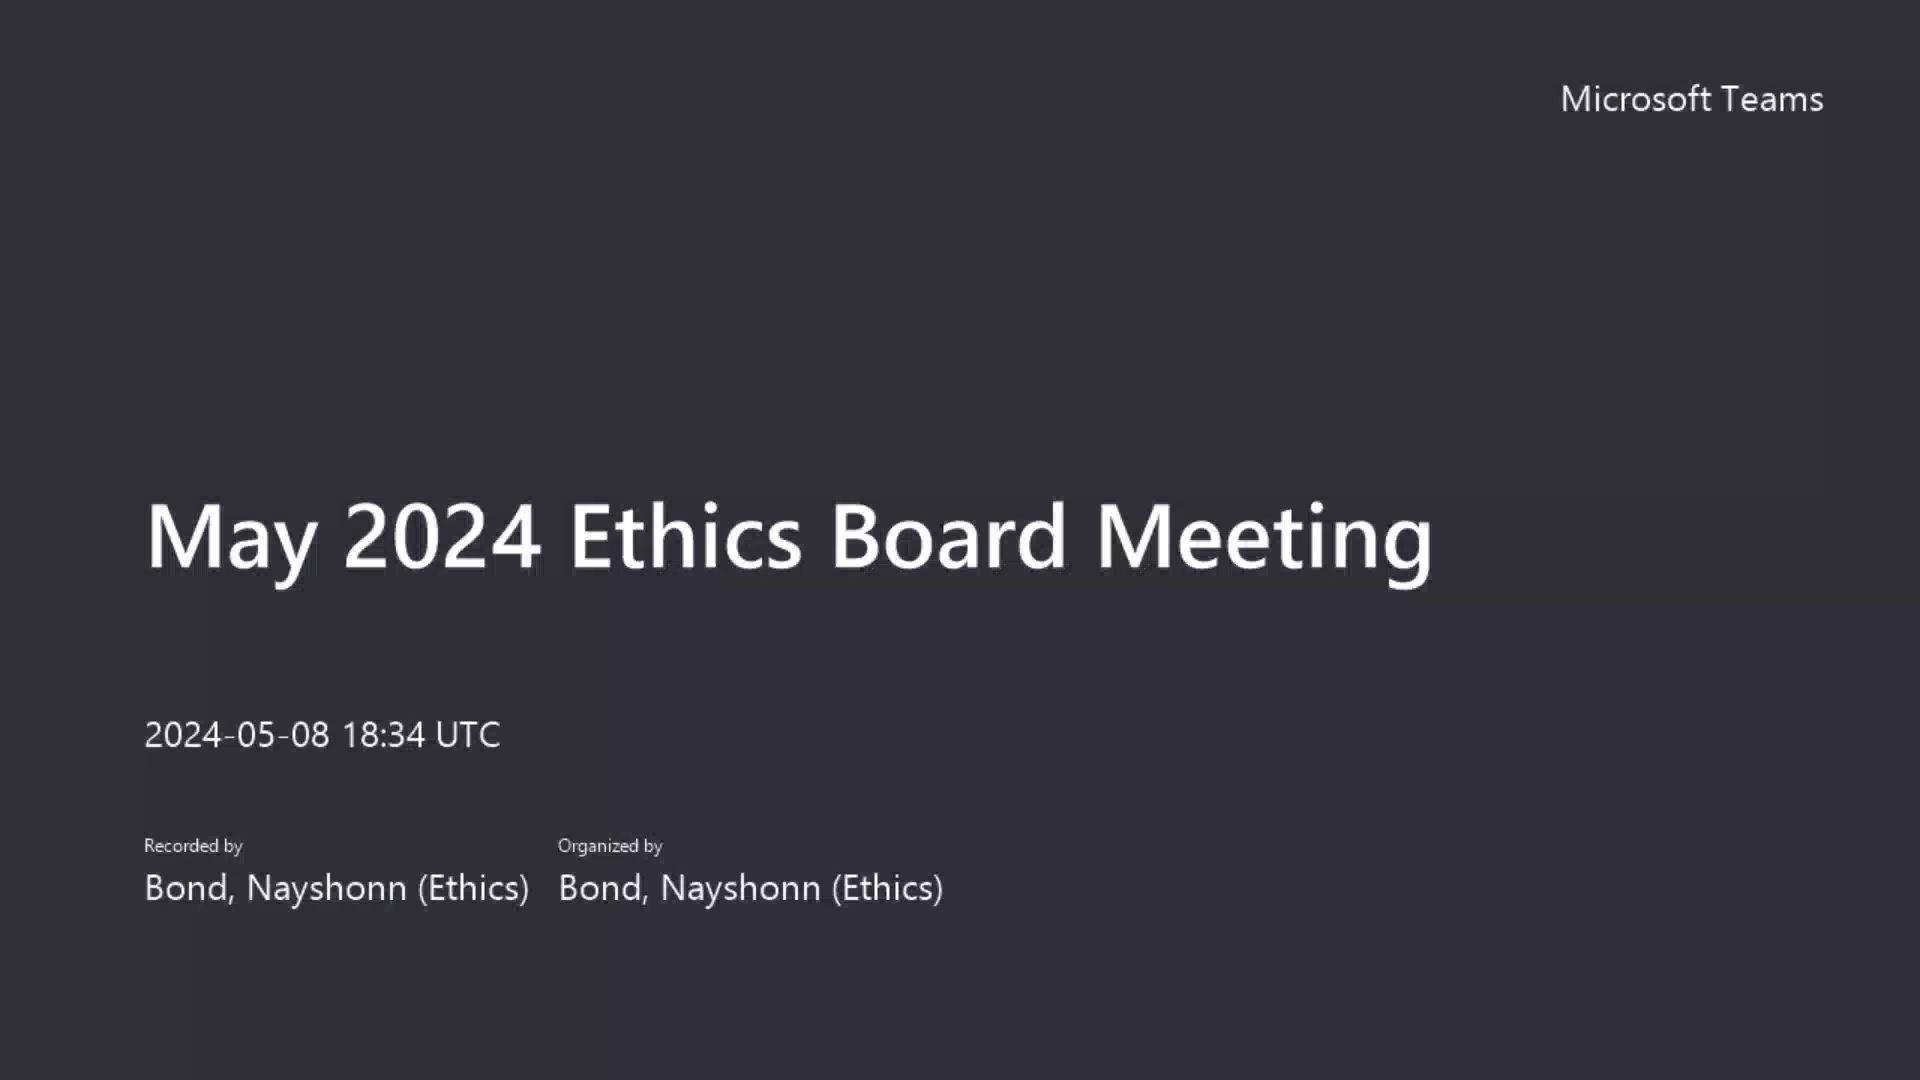 Microsoft Teams
May 2024 Ethics Board Meeting
2024-05-08 18:34 UTC
Recorded by
Organized by
Bond, Nayshonn (Ethics)
Bond, Nayshonn (Ethics)